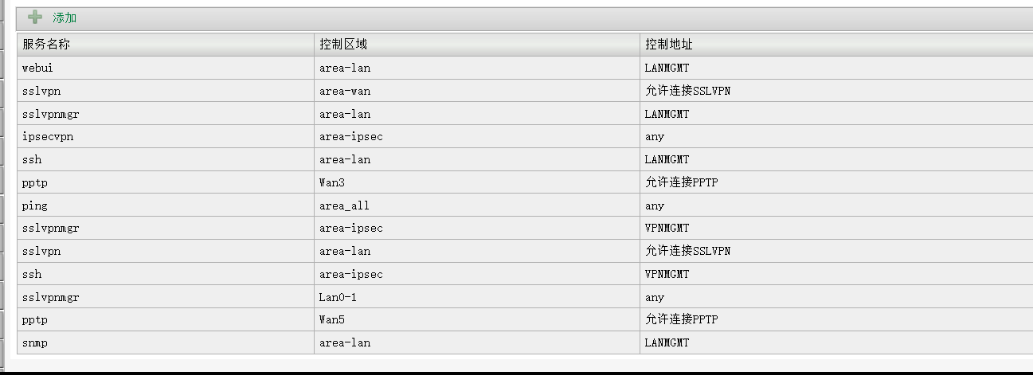 添加
服务名称 控制区域 控制地址
webui area-lan LANMGMT
sslvpn area-wan 允许连接SSLVPN
sslvpnmgr area-lan LANMGMT
ipsecvpn area-ipsec any
ssh area-lan LANMGMT
pptp Wan3 允许连接PPTP
ping area_all any
sslvpnmgr area-ipsec VPNMGMT
sslvpn area-lan 允许连接SSLVPN
ssh area-ipsec VPNMGMT
sslvpnmgr Lan0-1 any
pptp Wan5 允许连接PPTP
snmp area-lan LANMGMT